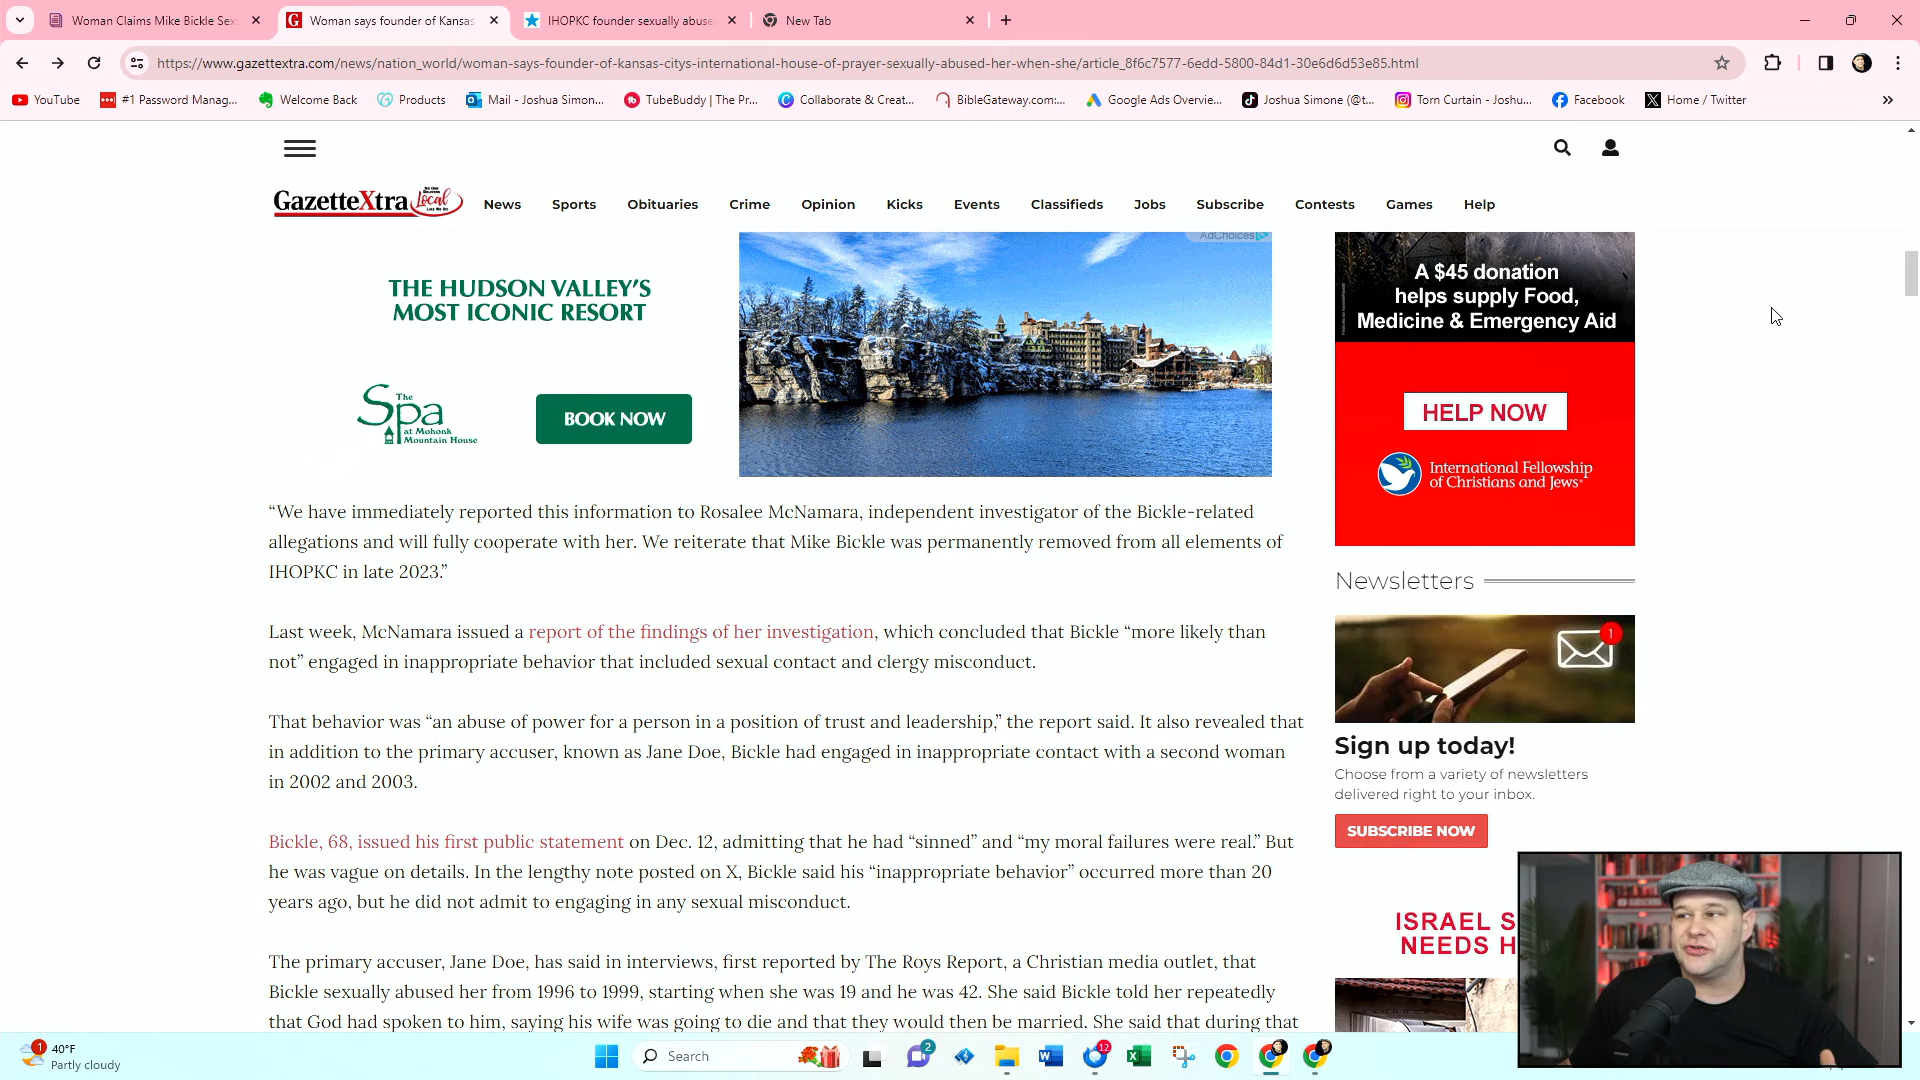 Woman Claims Mike Bickle Sex
Woman says founder of Kansas
IHOPKC founder sexually abuse
New Tab
https://www.gazettextra.com/news/nation_world/woman-says-founder-of-kansas-citys-international-house-of-prayer-sexually-abused-her-when-she/article_8f6c7577-6edd-5800-84d1-30e6d6d53e85.html
YouTube
#1 Password Manag...
Welcome Back
Products
Mail - Joshua Simon...
TubeBuddy | The Pr...
Collaborate & Creat...
BibleGateway.com:...
Google Ads Overvie...
Joshua Simone (@t...
Torn Curtain - Joshu...
Facebook
Home / Twitter
GazetteXtra Local
News
Sports
Obituaries
Crime
Opinion
Kicks
Events
Classifieds
Jobs
Subscribe
Contests
Games
Help
THE HUDSON VALLEY'S
MOST ICONIC RESORT
The
Spa
at Mohonk
Mountain House
BOOK NOW
AdChoices
A $45 donation
helps supply Food,
Medicine & Emergency Aid
HELP NOW
International Fellowship
of Christians and Jews
“We have immediately reported this information to Rosalee McNamara, independent investigator of the Bickle-related
allegations and will fully cooperate with her. We reiterate that Mike Bickle was permanently removed from all elements of
IHOPKC in late 2023.”
Last week, McNamara issued a report of the findings of her investigation, which concluded that Bickle “more likely than
not” engaged in inappropriate behavior that included sexual contact and clergy misconduct.
That behavior was “an abuse of power for a person in a position of trust and leadership,” the report said. It also revealed that
in addition to the primary accuser, known as Jane Doe, Bickle had engaged in inappropriate contact with a second woman
in 2002 and 2003.
Bickle, 68, issued his first public statement on Dec. 12, admitting that he had “sinned” and “my moral failures were real.” But
he was vague on details. In the lengthy note posted on X, Bickle said his “inappropriate behavior” occurred more than 20
years ago, but he did not admit to engaging in any sexual misconduct.
The primary accuser, Jane Doe, has said in interviews, first reported by The Roys Report, a Christian media outlet, that
Bickle sexually abused her from 1996 to 1999, starting when she was 19 and he was 42. She said Bickle told her repeatedly
that God had spoken to him, saying his wife was going to die and that they would then be married. She said that during that
Newsletters
1
Sign up today!
Choose from a variety of newsletters
delivered right to your inbox.
SUBSCRIBE NOW
ISRAEL S
NEEDS H
1
40°F
Partly cloudy
Search
2
12